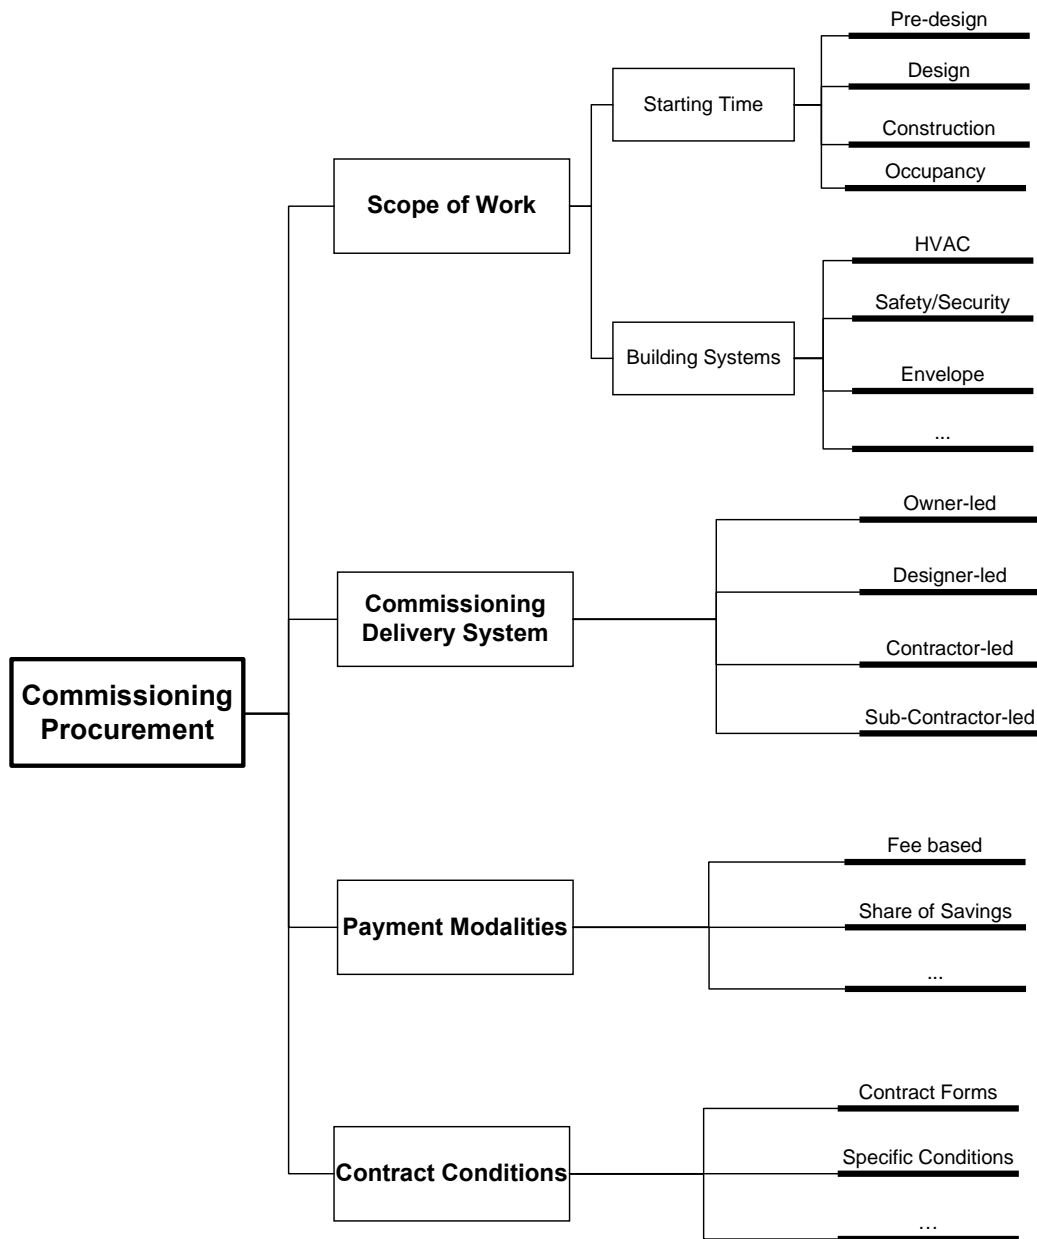 Pre-design
Design
Starting Time
Construction
Occupancy
Scope of Work
HVAC
Safety/Security
Building Systems
Envelope
...
Owner-led
Commissioning
Delivery System
Designer-led
Contractor-led
Sub-Contractor-led
Commissioning
Procurement
Fee based
Payment Modalities
Share of Savings
...
Contract Forms
Contract Conditions
Specific Conditions
...